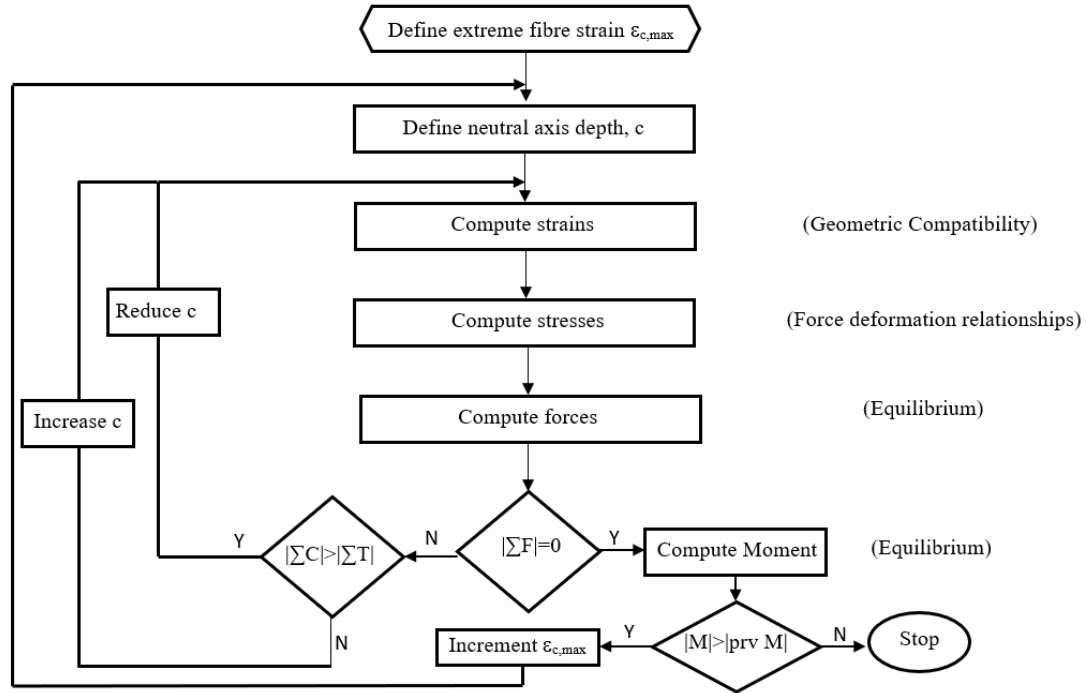 Define extreme fibre strain εc,max
Define neutral axis depth, c
Compute strains
(Geometric Compatibility)
Reduce c
Compute stresses
(Force deformation relationships)
Increase c
Compute forces
(Equilibrium)
Y
|∑C|>|∑T|
N
|∑F|=0
Y
Compute Moment
(Equilibrium)
N
Increment εc,max
Y
|M|>|prv M|
N
Stop